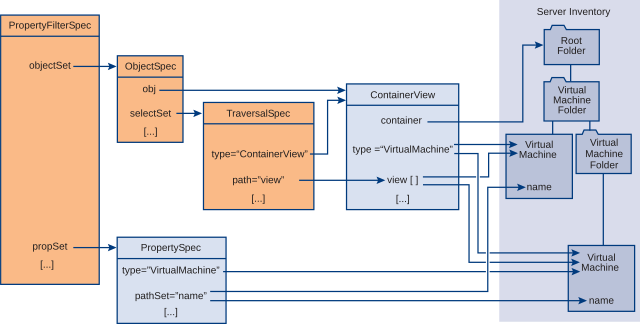 PropertyFilterSpec
objectSet
propSet
[...]
ObjectSpec
obj
selectSet
[...]
TraversalSpec
type="ContainerView"
path="view"
[...]
ContainerView
container
type ="VirtualMachine"
view [ ]
[...]
PropertySpec
type="VirtualMachine"
pathSet="name"
[...]
Server Inventory
Root
Folder
Virtual
Machine
Folder
Virtual
Machine
name
Virtual
Machine
Folder
Virtual
Machine
name